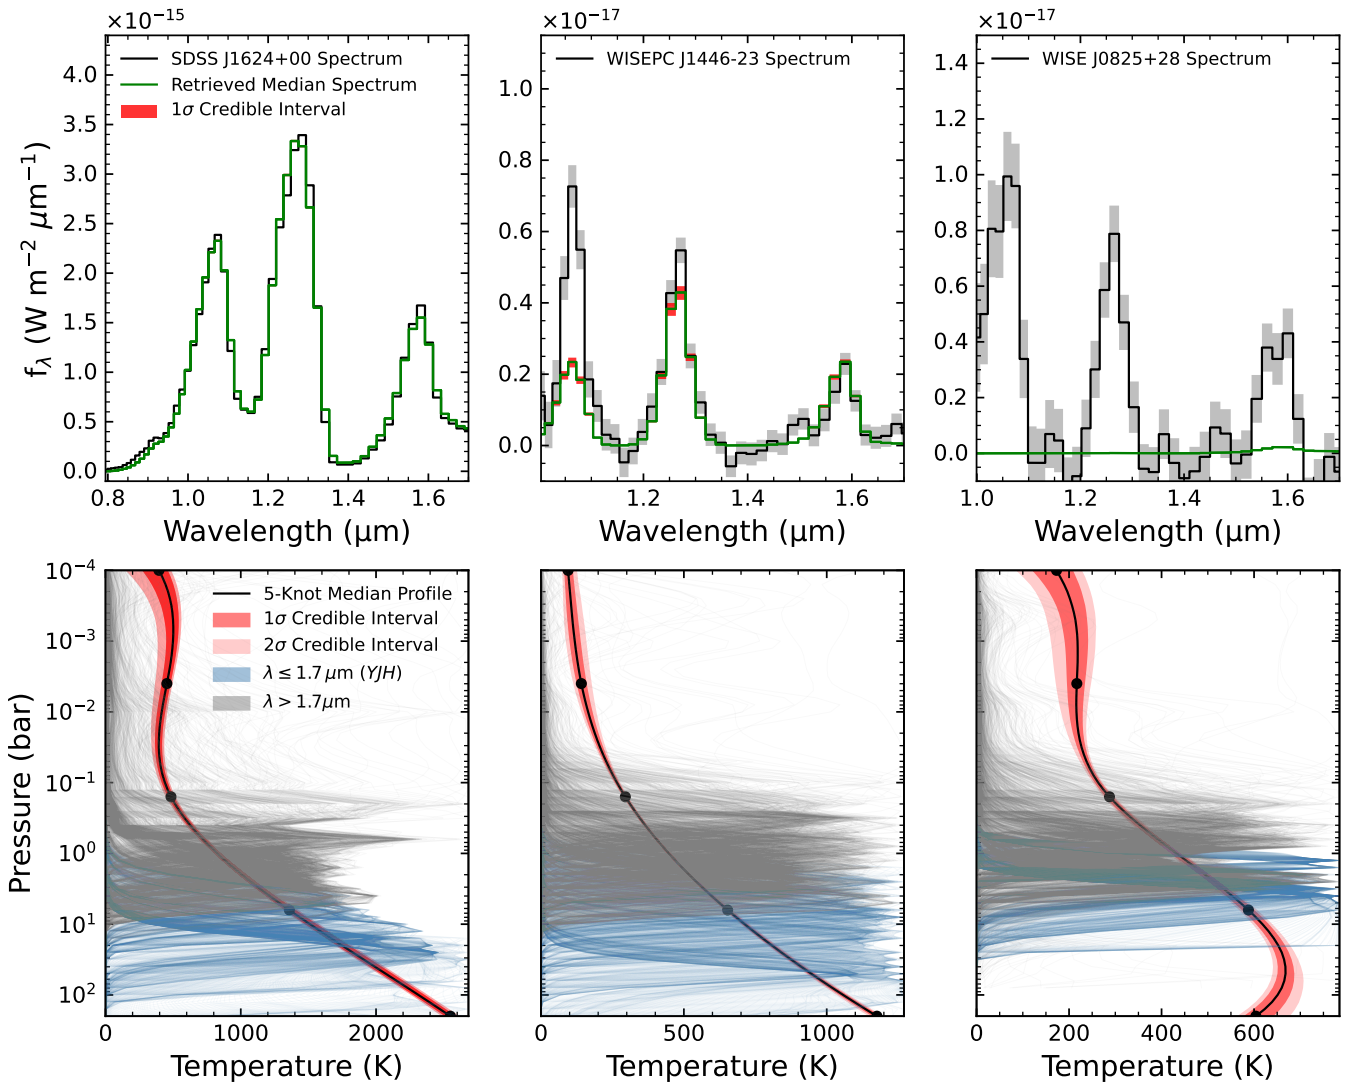 ×10⁻¹⁵
×10⁻¹⁷
×10⁻¹⁷
SDSS J1624+00 Spectrum
Retrieved Median Spectrum
1σ Credible Interval
WISEPC J1446-23 Spectrum
WISE J0825+28 Spectrum
f_λ (W m⁻² μm⁻¹)
4.0
3.5
3.0
2.5
2.0
1.5
1.0
0.5
0.0
1.0
0.8
0.6
0.4
0.2
0.0
1.4
1.2
1.0
0.8
0.6
0.4
0.2
0.0
0.8 1.0 1.2 1.4 1.6
1.2 1.4 1.6
1.0 1.2 1.4 1.6
Wavelength (μm)
Wavelength (μm)
Wavelength (μm)
Pressure (bar)
10⁻⁴
10⁻³
10⁻²
10⁻¹
10⁰
10¹
10²
5-Knot Median Profile
1σ Credible Interval
2σ Credible Interval
λ ≤ 1.7 μm (YJH)
λ > 1.7μm
0 1000 2000
0 500 1000
0 200 400 600
Temperature (K)
Temperature (K)
Temperature (K)